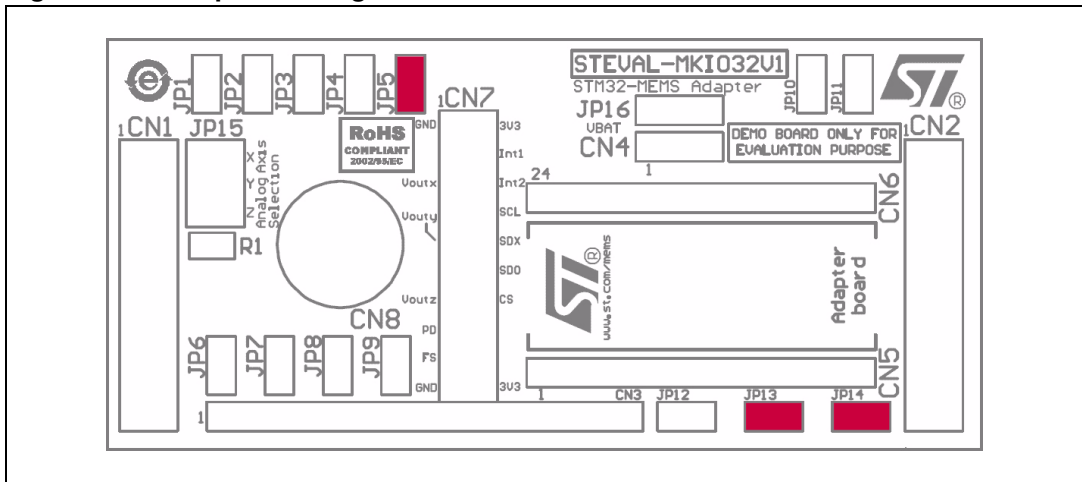 JP1
JP2
JP3
JP4
JP5
STEVAL-MKI032V1
STM32-MEMS Adapter
JP10
JP11
ST®
1CN1
JP15
X
Y
Z
Analog Axis
Selection
R1
RoHS
COMPLIANT
2002/95/EC
1CN7
GND
3V3
Int1
Voutx
Int2
SCL
Vouty
SDX
SDO
Voutz
CS
PD
FS
GND
3V3
JP16
VBAT
CN4
1
DEMO BOARD ONLY FOR
EVALUATION PURPOSE
1CN2
24
CN6
ST®
www.st.com/mems
Adapter
board
CN8
JP6
JP7
JP8
JP9
CN5
1
1
CN3
JP12
JP13
JP14